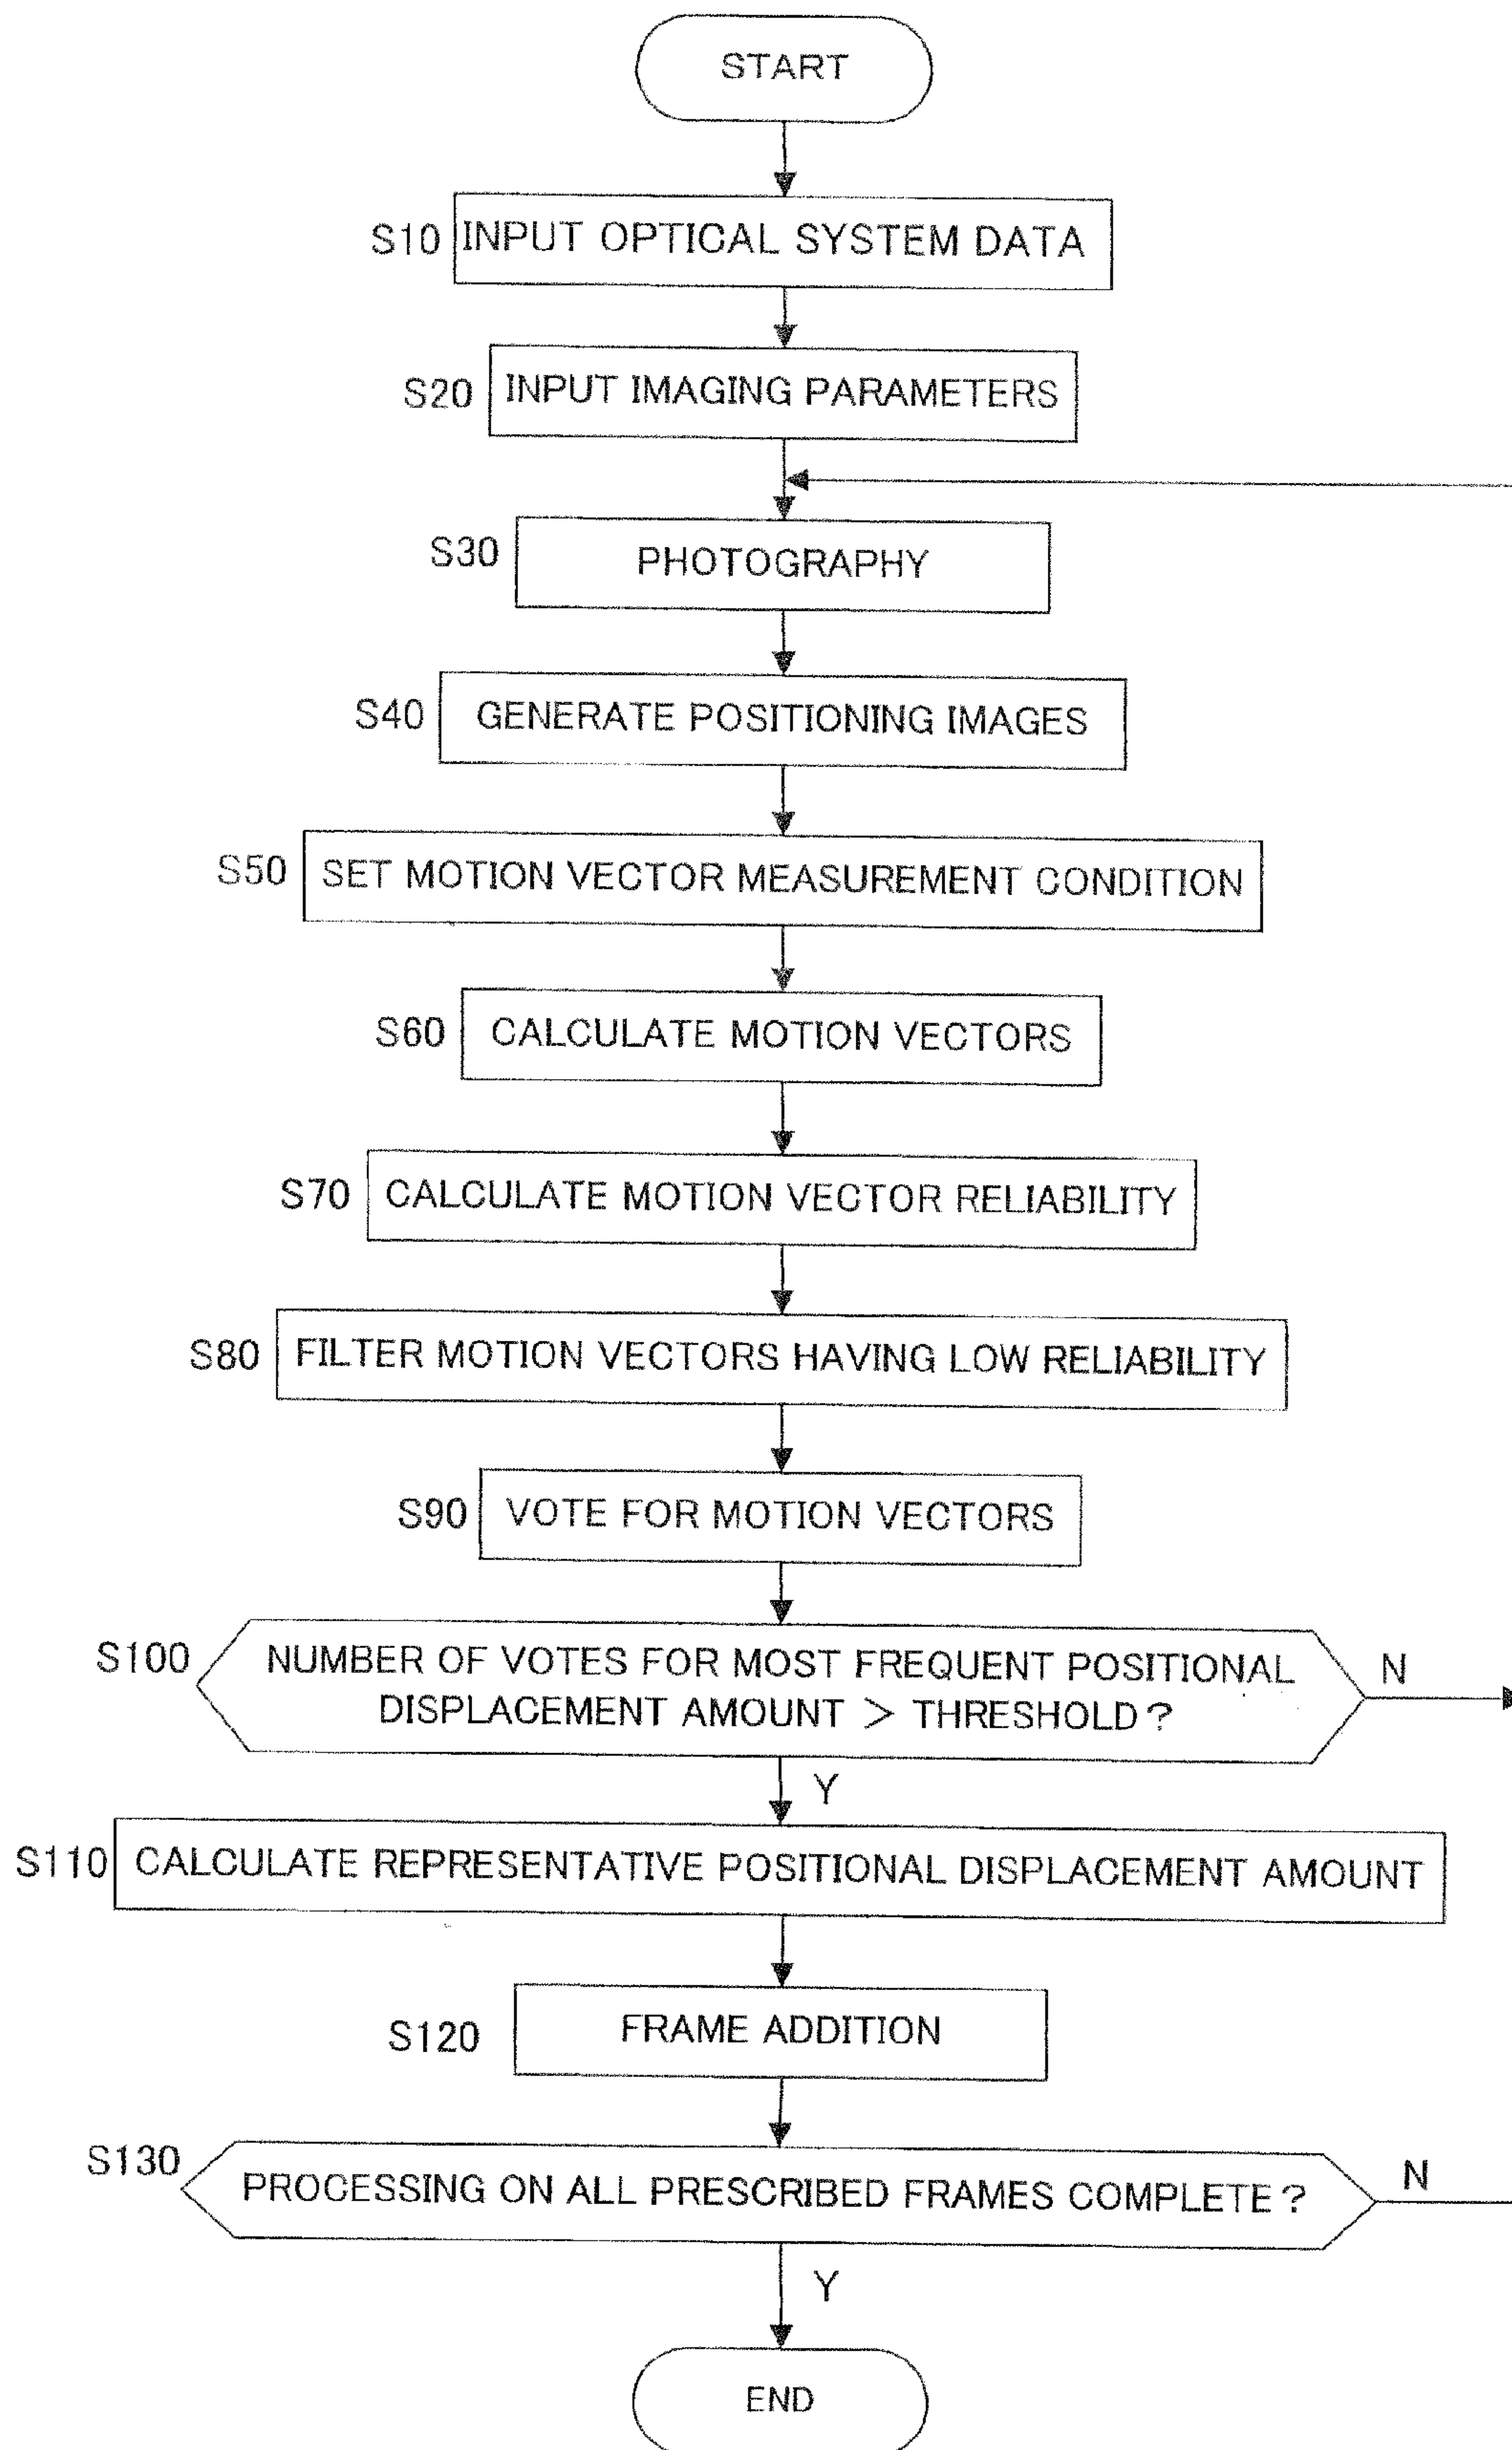 START
S10 INPUT OPTICAL SYSTEM DATA
S20 INPUT IMAGING PARAMETERS
S30 PHOTOGRAPHY
S40 GENERATE POSITIONING IMAGES
S50 SET MOTION VECTOR MEASUREMENT CONDITION
S60 CALCULATE MOTION VECTORS
S70 CALCULATE MOTION VECTOR RELIABILITY
S80 FILTER MOTION VECTORS HAVING LOW RELIABILITY
S90 VOTE FOR MOTION VECTORS
S100 NUMBER OF VOTES FOR MOST FREQUENT POSITIONAL N
DISPLACEMENT AMOUNT > THRESHOLD?
Y
S110 CALCULATE REPRESENTATIVE POSITIONAL DISPLACEMENT AMOUNT
S120 FRAME ADDITION
S130 PROCESSING ON ALL PRESCRIBED FRAMES COMPLETE? N
Y
END